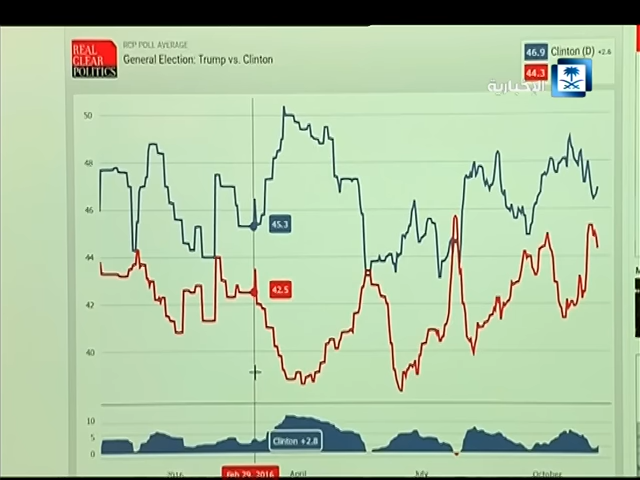 REAL
CLEAR
POLITICS
RCP POLL AVERAGE
General Election: Trump vs. Clinton
46.9 Clinton (D) +2.6
44.3
الإخبارية
50
48
46
44
42
40
45.3
42.5
10
5
0
Clinton +2.8
2016
Feb 29, 2016
April
July
October